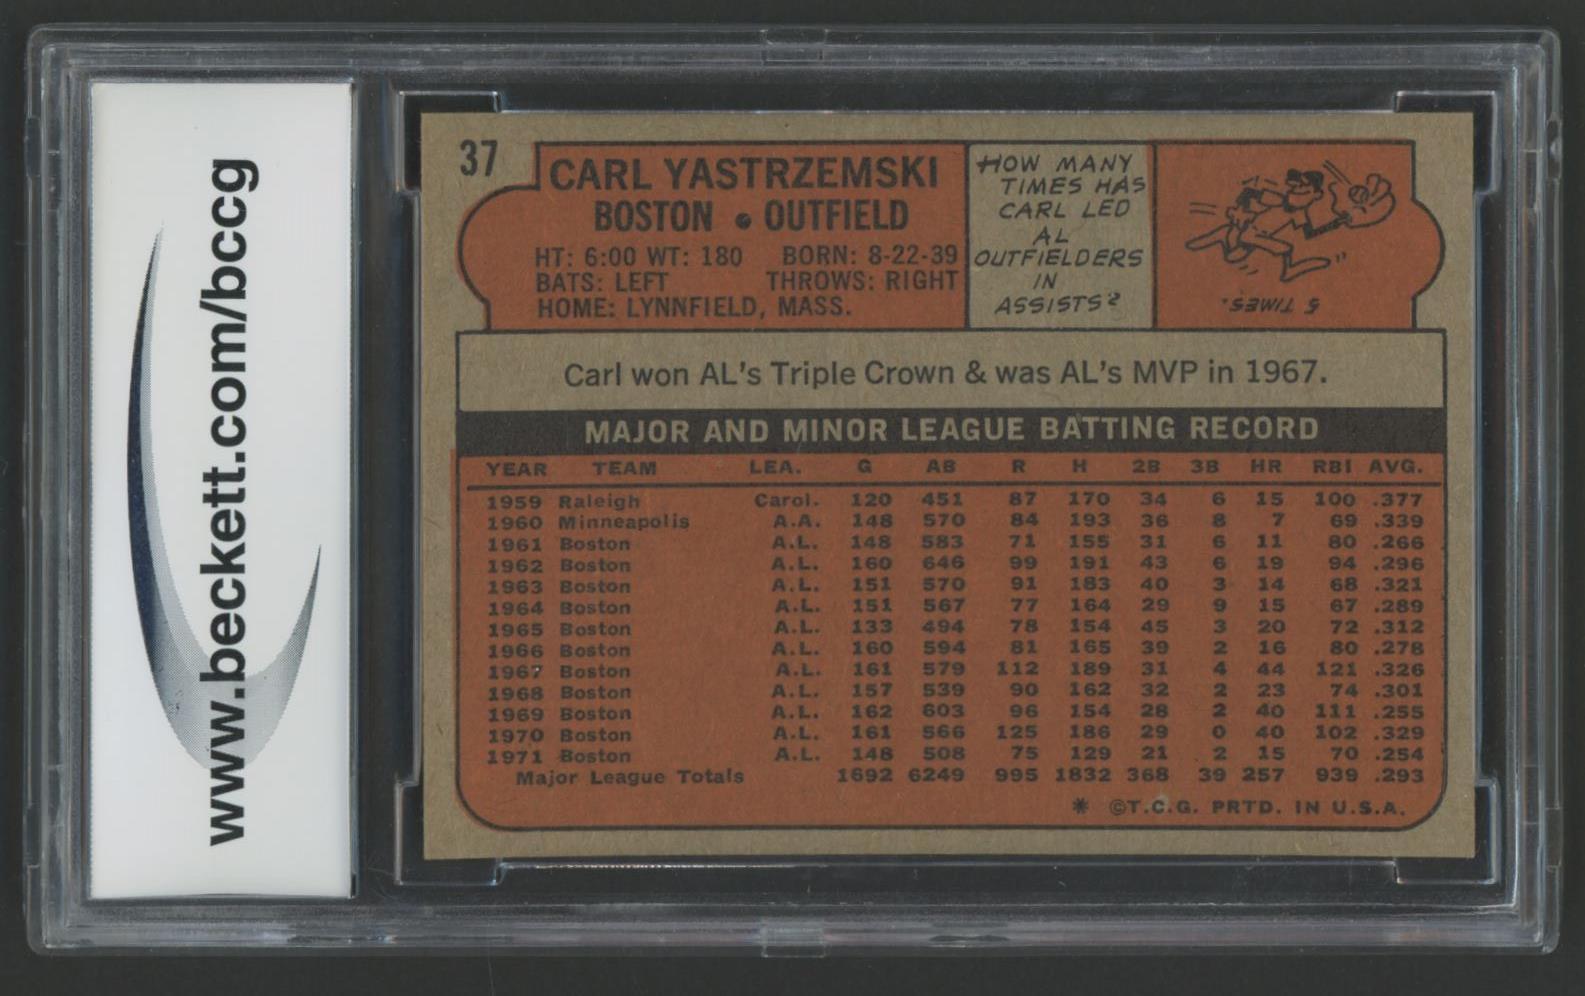 www.beckett.com/bccg
37
CARL YASTRZEMSKI
BOSTON • OUTFIELD
HT: 6:00 WT: 180 BORN: 8-22-39
BATS: LEFT THROWS: RIGHT
HOME: LYNNFIELD, MASS.
HOW MANY
TIMES HAS
CARL LED
AL
OUTFIELDERS
IN
ASSISTS?
5 TIMES.
Carl won AL's Triple Crown & was AL's MVP in 1967.
MAJOR AND MINOR LEAGUE BATTING RECORD
YEAR TEAM LEA. G AB R H 2B 3B HR RBI AVG.
1959 Raleigh Carol. 120 451 87 170 34 6 15 100 .377
1960 Minneapolis A.A. 148 570 84 193 36 8 7 69 .339
1961 Boston A.L. 148 583 71 155 31 6 11 80 .266
1962 Boston A.L. 160 646 99 191 43 6 19 94 .296
1963 Boston A.L. 151 570 91 183 40 3 14 68 .321
1964 Boston A.L. 151 567 77 164 29 9 15 67 .289
1965 Boston A.L. 133 494 78 154 45 3 20 72 .312
1966 Boston A.L. 160 594 81 165 39 2 16 80 .278
1967 Boston A.L. 161 579 112 189 31 4 44 121 .326
1968 Boston A.L. 157 539 90 162 32 2 23 74 .301
1969 Boston A.L. 162 603 96 154 28 2 40 111 .255
1970 Boston A.L. 161 566 125 186 29 0 40 102 .329
1971 Boston A.L. 148 508 75 129 21 2 15 70 .254
Major League Totals 1692 6249 995 1832 368 39 257 939 .293
* ©T.C.G. PRTD. IN U.S.A.